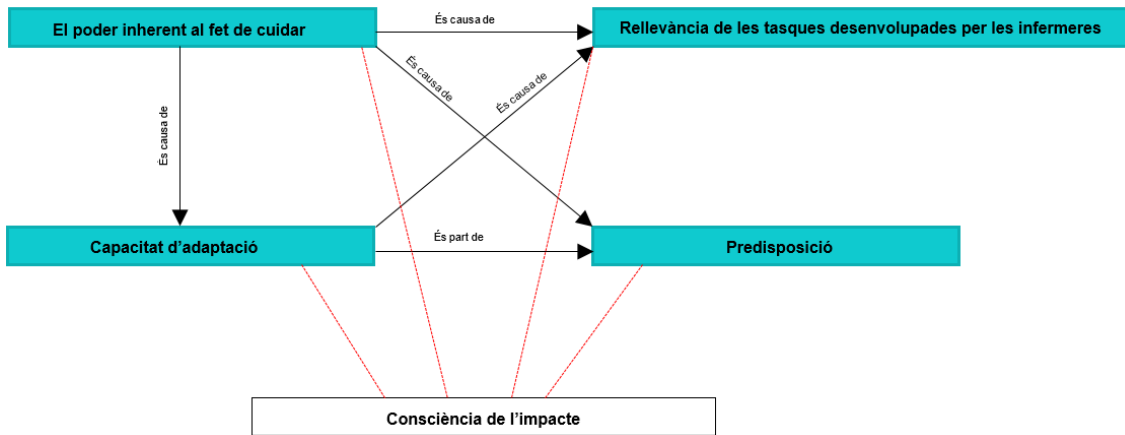 És causa de
El poder inherent al fet de cuidar
Rellevància de les tasques desenvolupades per les infermeres
És causa de
És causa de
És causa de
És part de
Capacitat d'adaptació
Predisposició
Consciència de l'impacte